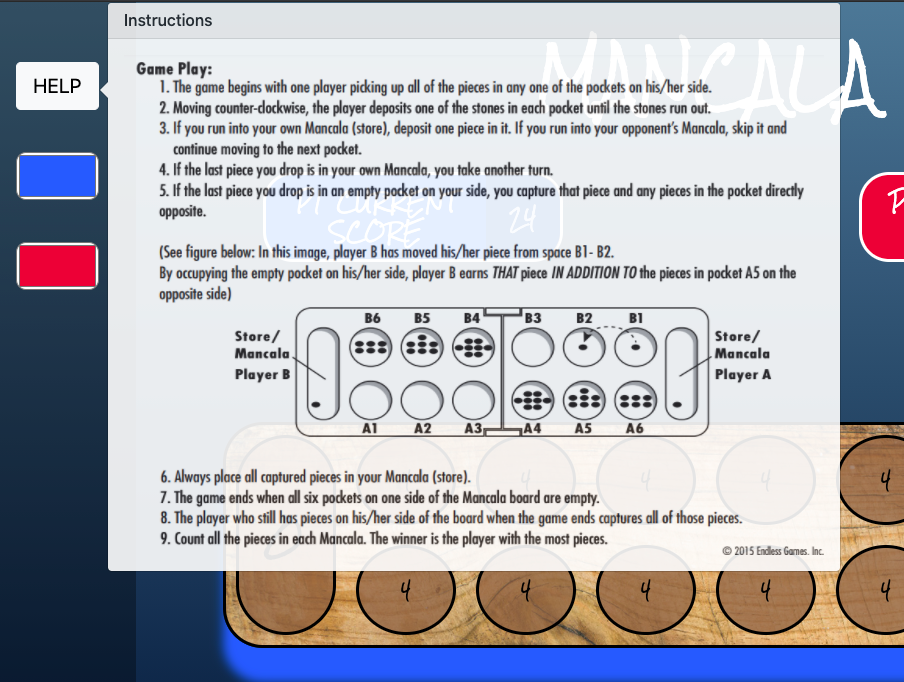 Instructions
MANCALA
HELP
Game Play:
1. The game begins with one player picking up all of the pieces in any one of the pockets on his/her side.
2. Moving counter-clockwise, the player deposits one of the stones in each pocket until the stones run out.
3. If you run into your own Mancala (store), deposit one piece in it. If you run into your opponent's Mancala, skip it and
continue moving to the next pocket.
4. If the last piece you drop is in your own Mancala, you take another turn.
5. If the last piece you drop is in an empty pocket on your side, you capture that piece and any pieces in the pocket directly
opposite.
P1 CURRENT
SCORE
24
P
(See figure below: In this image, player B has moved his/her piece from space B1- B2.
By occupying the empty pocket on his/her side, player B earns THAT piece IN ADDITION TO the pieces in pocket A5 on the
opposite side)
B6 B5 B4 B3 B2 B1
Store/
Mancala
Player B
Store/
Mancala
Player A
A1 A2 A3 A4 A5 A6
6. Always place all captured pieces in your Mancala (store).
7. The game ends when all six pockets on one side of the Mancala board are empty.
8. The player who still has pieces on his/her side of the board when the game ends captures all of those pieces.
9. Count all the pieces in each Mancala. The winner is the player with the most pieces.
© 2015 Endless Games. Inc.
4 4 4 4 4
0
4 4 4 4 4